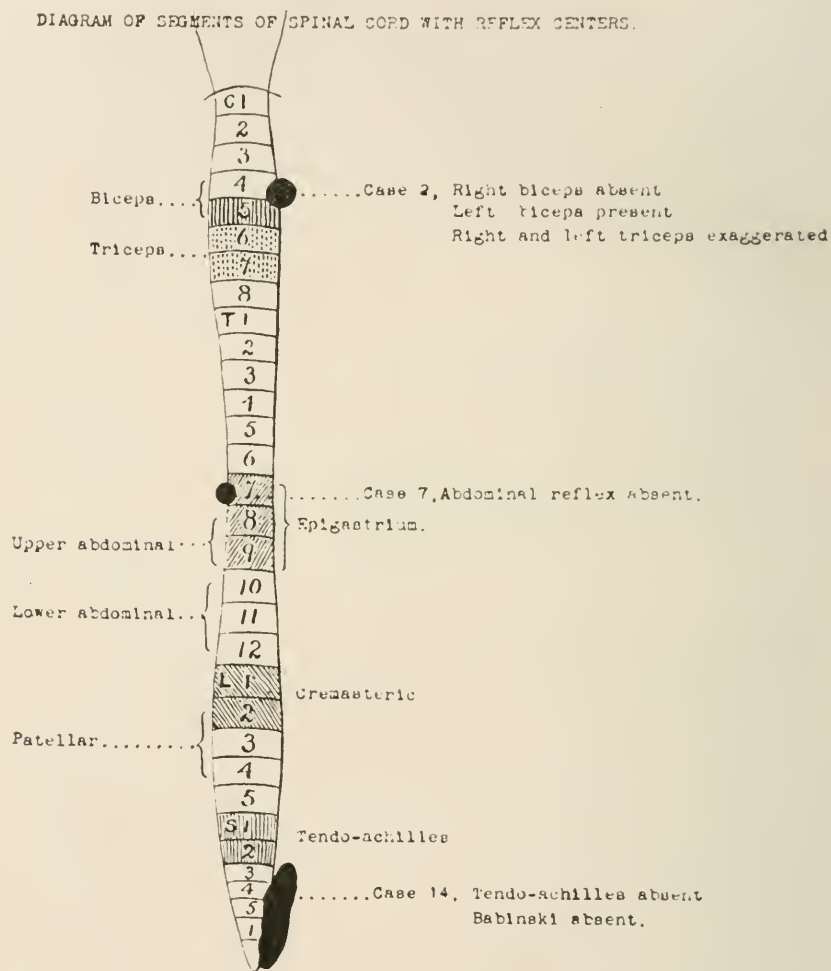 DIAGRAM OF SEGMENTS OF SPINAL CORD WITH REFLEX CENTERS.
C1
2
3
4
Biceps....
.......Case 2, Right biceps absent
Left biceps present
Right and left triceps exaggerated
5
6
Triceps....
7
8
T1
2
3
4
5
6
7
.......Case 7, Abdominal reflex absent.
8
Epigastrium.
Upper abdominal...
9
10
Lower abdominal..
11
12
L 1
Cremasteric
2
Patellar.........
3
4
5
S1
Tendo-achilles
2
3
4
.......Case 14, Tendo-achilles absent
Babinski absent.
5
1